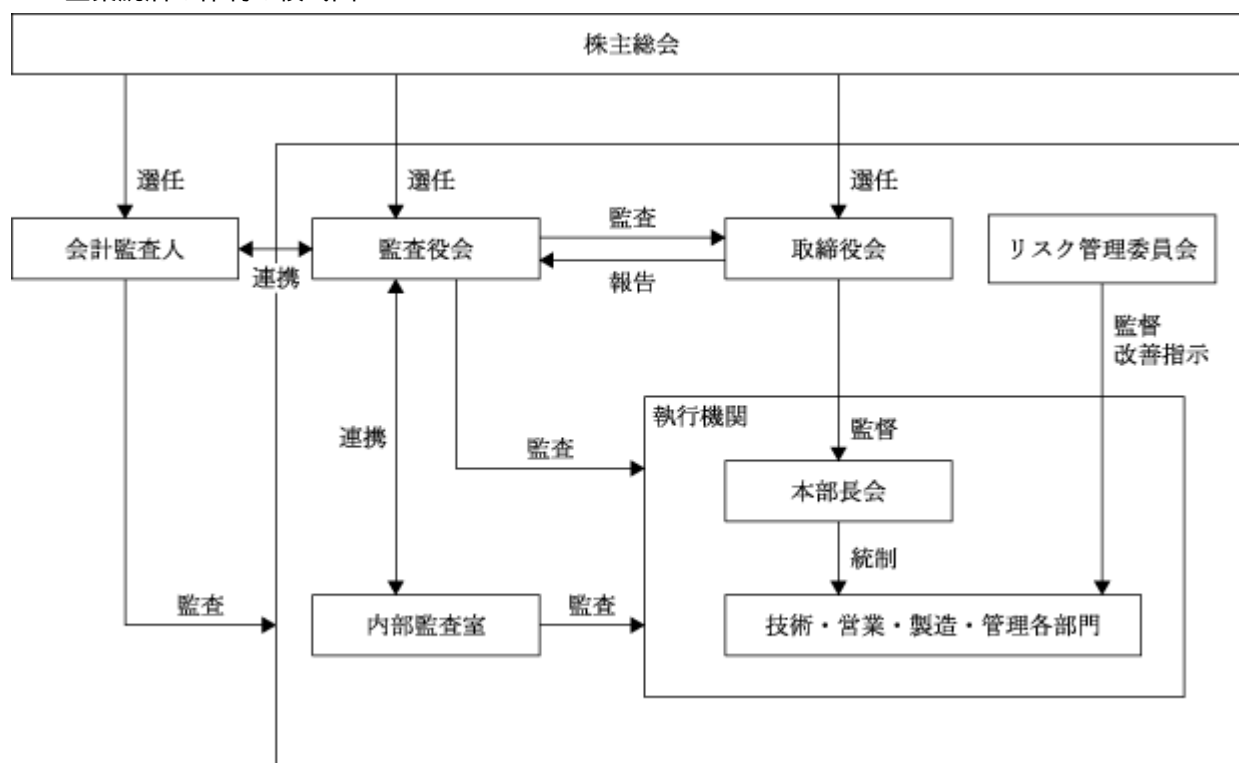 株主総会
選任
選任
選任
会計監査人
連携
監査役会
監査
報告
取締役会
リスク管理委員会
監督
改善指示
執行機関
連携
監査
監督
本部長会
統制
監査
内部監査室
監査
技術・営業・製造・管理各部門